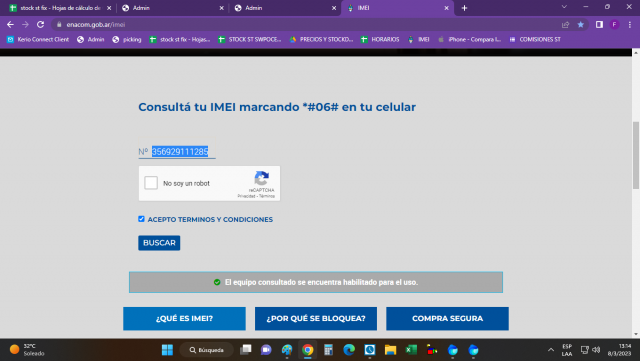 stock st fix - Hojas de cálculo de
Admin
Admin
IMEI
enacom.gob.ar/imei
F
Kerio Connect Client
Admin
picking
stock st fix - Hojas...
STOCK ST SWPOCE...
PRECIOS Y STOCKD...
HORARIOS
IMEI
iPhone - Compara l...
COMISIONES ST
Consultá tu IMEI marcando *#06# en tu celular
Nº 356929111285
No soy un robot
reCAPTCHA
Privacidad - Términos
ACEPTO TERMINOS Y CONDICIONES
BUSCAR
El equipo consultado se encuentra habilitado para el uso.
¿QUÉ ES IMEI?
¿POR QUÉ SE BLOQUEA?
COMPRA SEGURA
32°C
Soleado
Búsqueda
ESP
LAA
13:14
8/3/2023